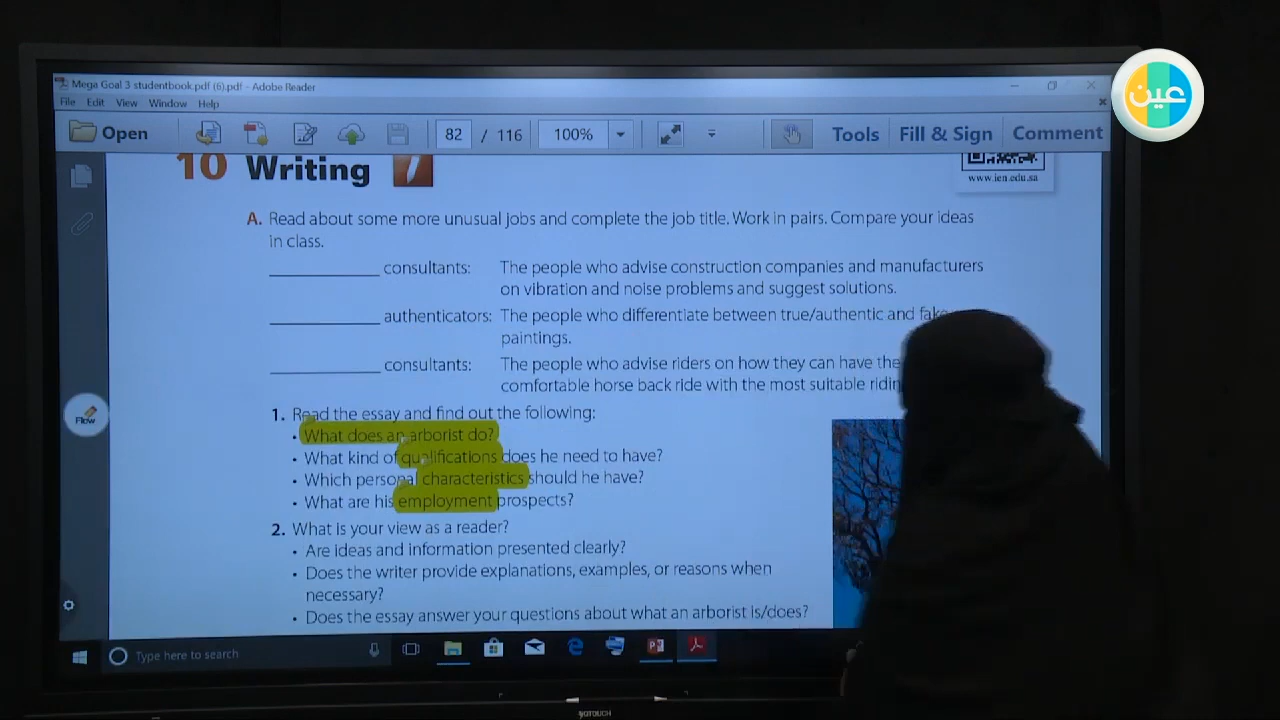 Mega Goal 3 studentbook.pdf (6).pdf - Adobe Reader
عين
File Edit View Window Help
Open 82 / 116 100% Tools Fill & Sign Comment
10 Writing
www.ien.edu.sa
A. Read about some more unusual jobs and complete the job title. Work in pairs. Compare your ideas
in class.
consultants: The people who advise construction companies and manufacturers
on vibration and noise problems and suggest solutions.
authenticators: The people who differentiate between true/authentic and fake
paintings.
consultants: The people who advise riders on how they can have the
comfortable horse back ride with the most suitable
1. Read the essay and find out the following:
• What does an arborist do?
• What kind of qualifications does he need to have?
• Which personal characteristics should he have?
• What are his employment prospects?
2. What is your view as a reader?
• Are ideas and information presented clearly?
• Does the writer provide explanations, examples, or reasons when
necessary?
• Does the essay answer your questions about what an arborist is/does?
Flow
Type here to search